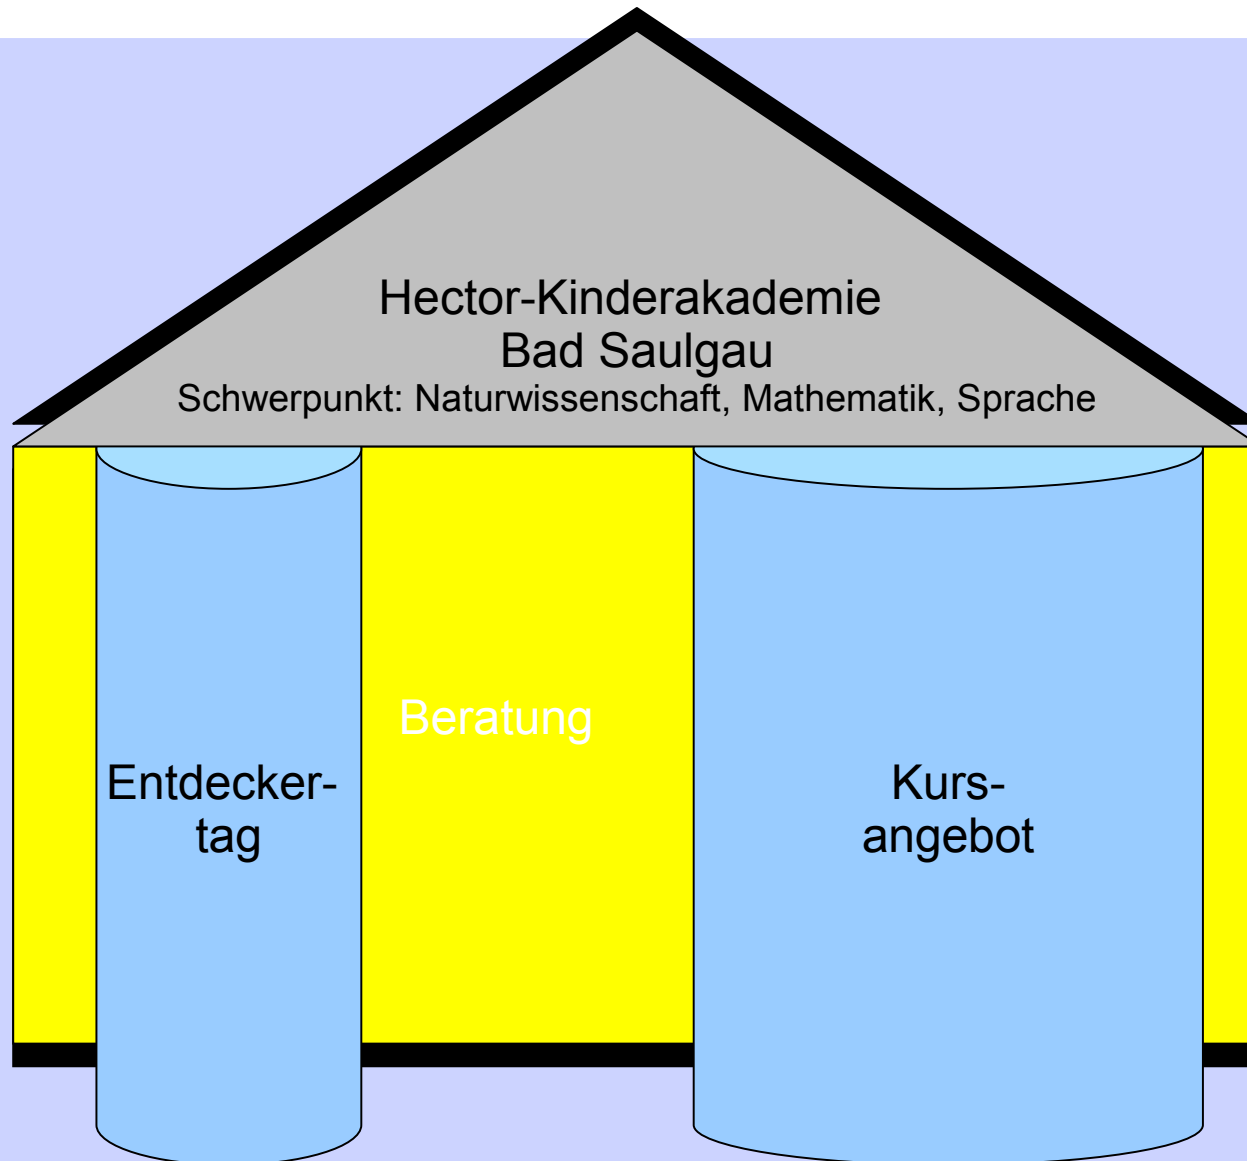 Hector-Kinderakademie
Bad Saulgau
Schwerpunkt: Naturwissenschaft, Mathematik, Sprache
Beratung
Entdecker-
tag
Kurs-
angebot